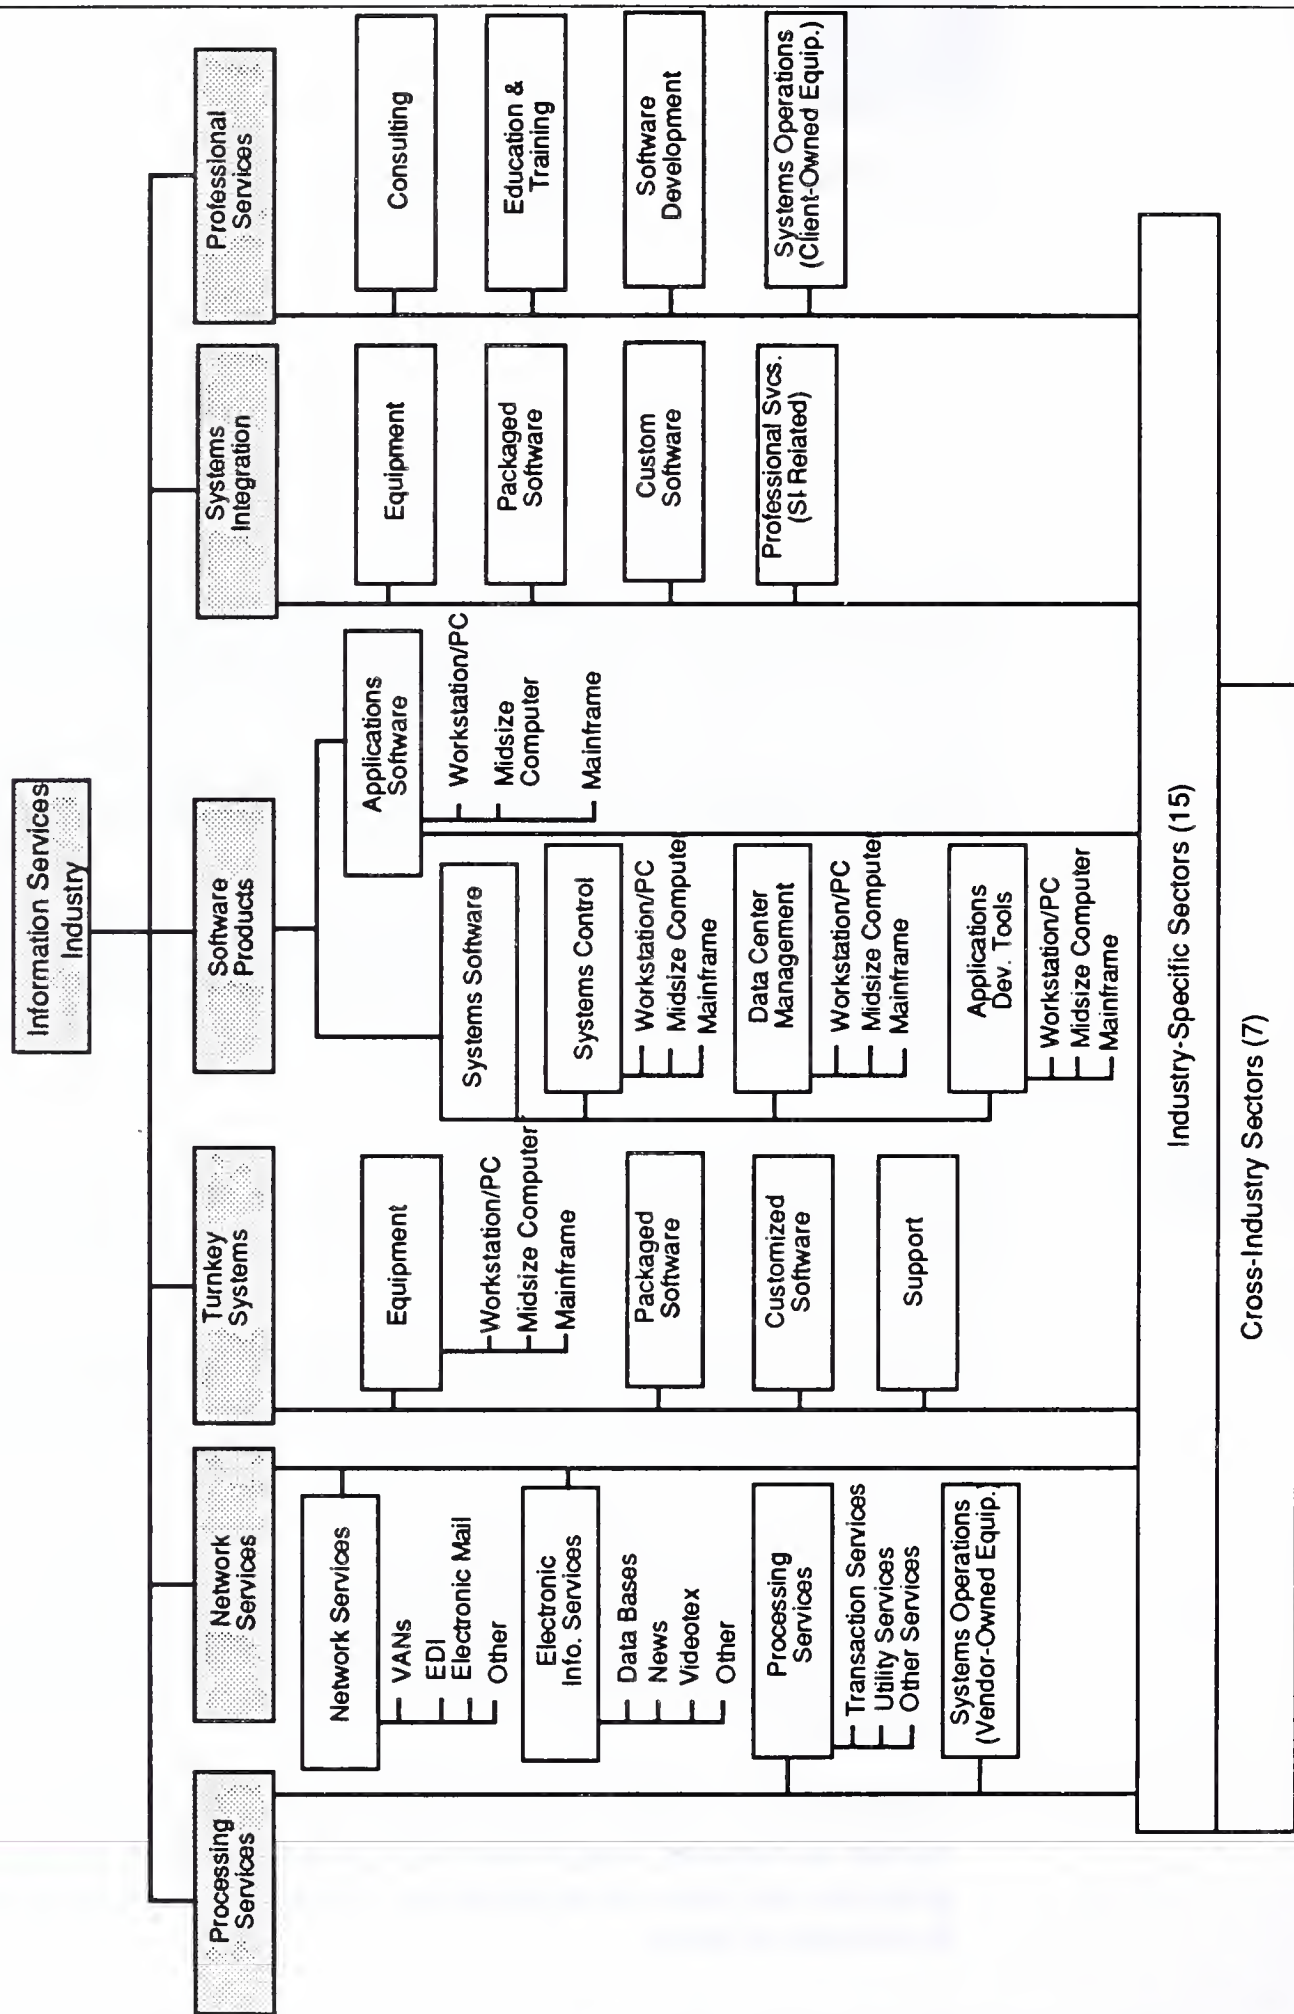 Information Services
Industry
Processing
Services
Network
Services
Turnkey
Systems
Software
Products
Systems
Integration
Professional
Services
Network Services
VANs
EDI
Electronic Mail
Other
Electronic
Info. Services
Data Bases
News
Videotex
Other
Processing
Services
Transaction Services
Utility Services
Other Services
Systems Operations
(Vendor-Owned Equip.)
Equipment
Workstation/PC
Midsize Computer
Mainframe
Packaged
Software
Customized
Software
Support
Systems Software
Systems Control
Workstation/PC
Midsize Computer
Mainframe
Data Center
Management
Workstation/PC
Midsize Computer
Mainframe
Applications
Dev. Tools
Workstation/PC
Midsize Computer
Mainframe
Applications
Software
Workstation/PC
Midsize
Computer
Mainframe
Equipment
Packaged
Software
Custom
Software
Professional Svcs.
(SI Related)
Consulting
Education &
Training
Software
Development
Systems Operations
(Client-Owned Equip.)
Industry-Specific Sectors (15)
Cross-Industry Sectors (7)